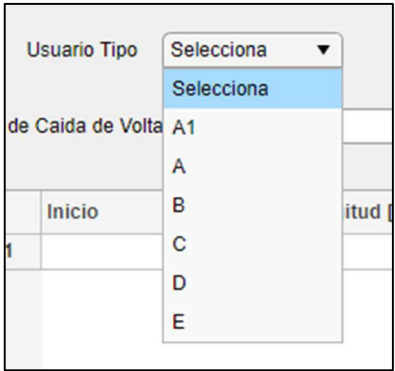 Usuario Tipo Selecciona
Selecciona
de Caida de Volta A1
A
Inicio B itud [
1 C
D
E